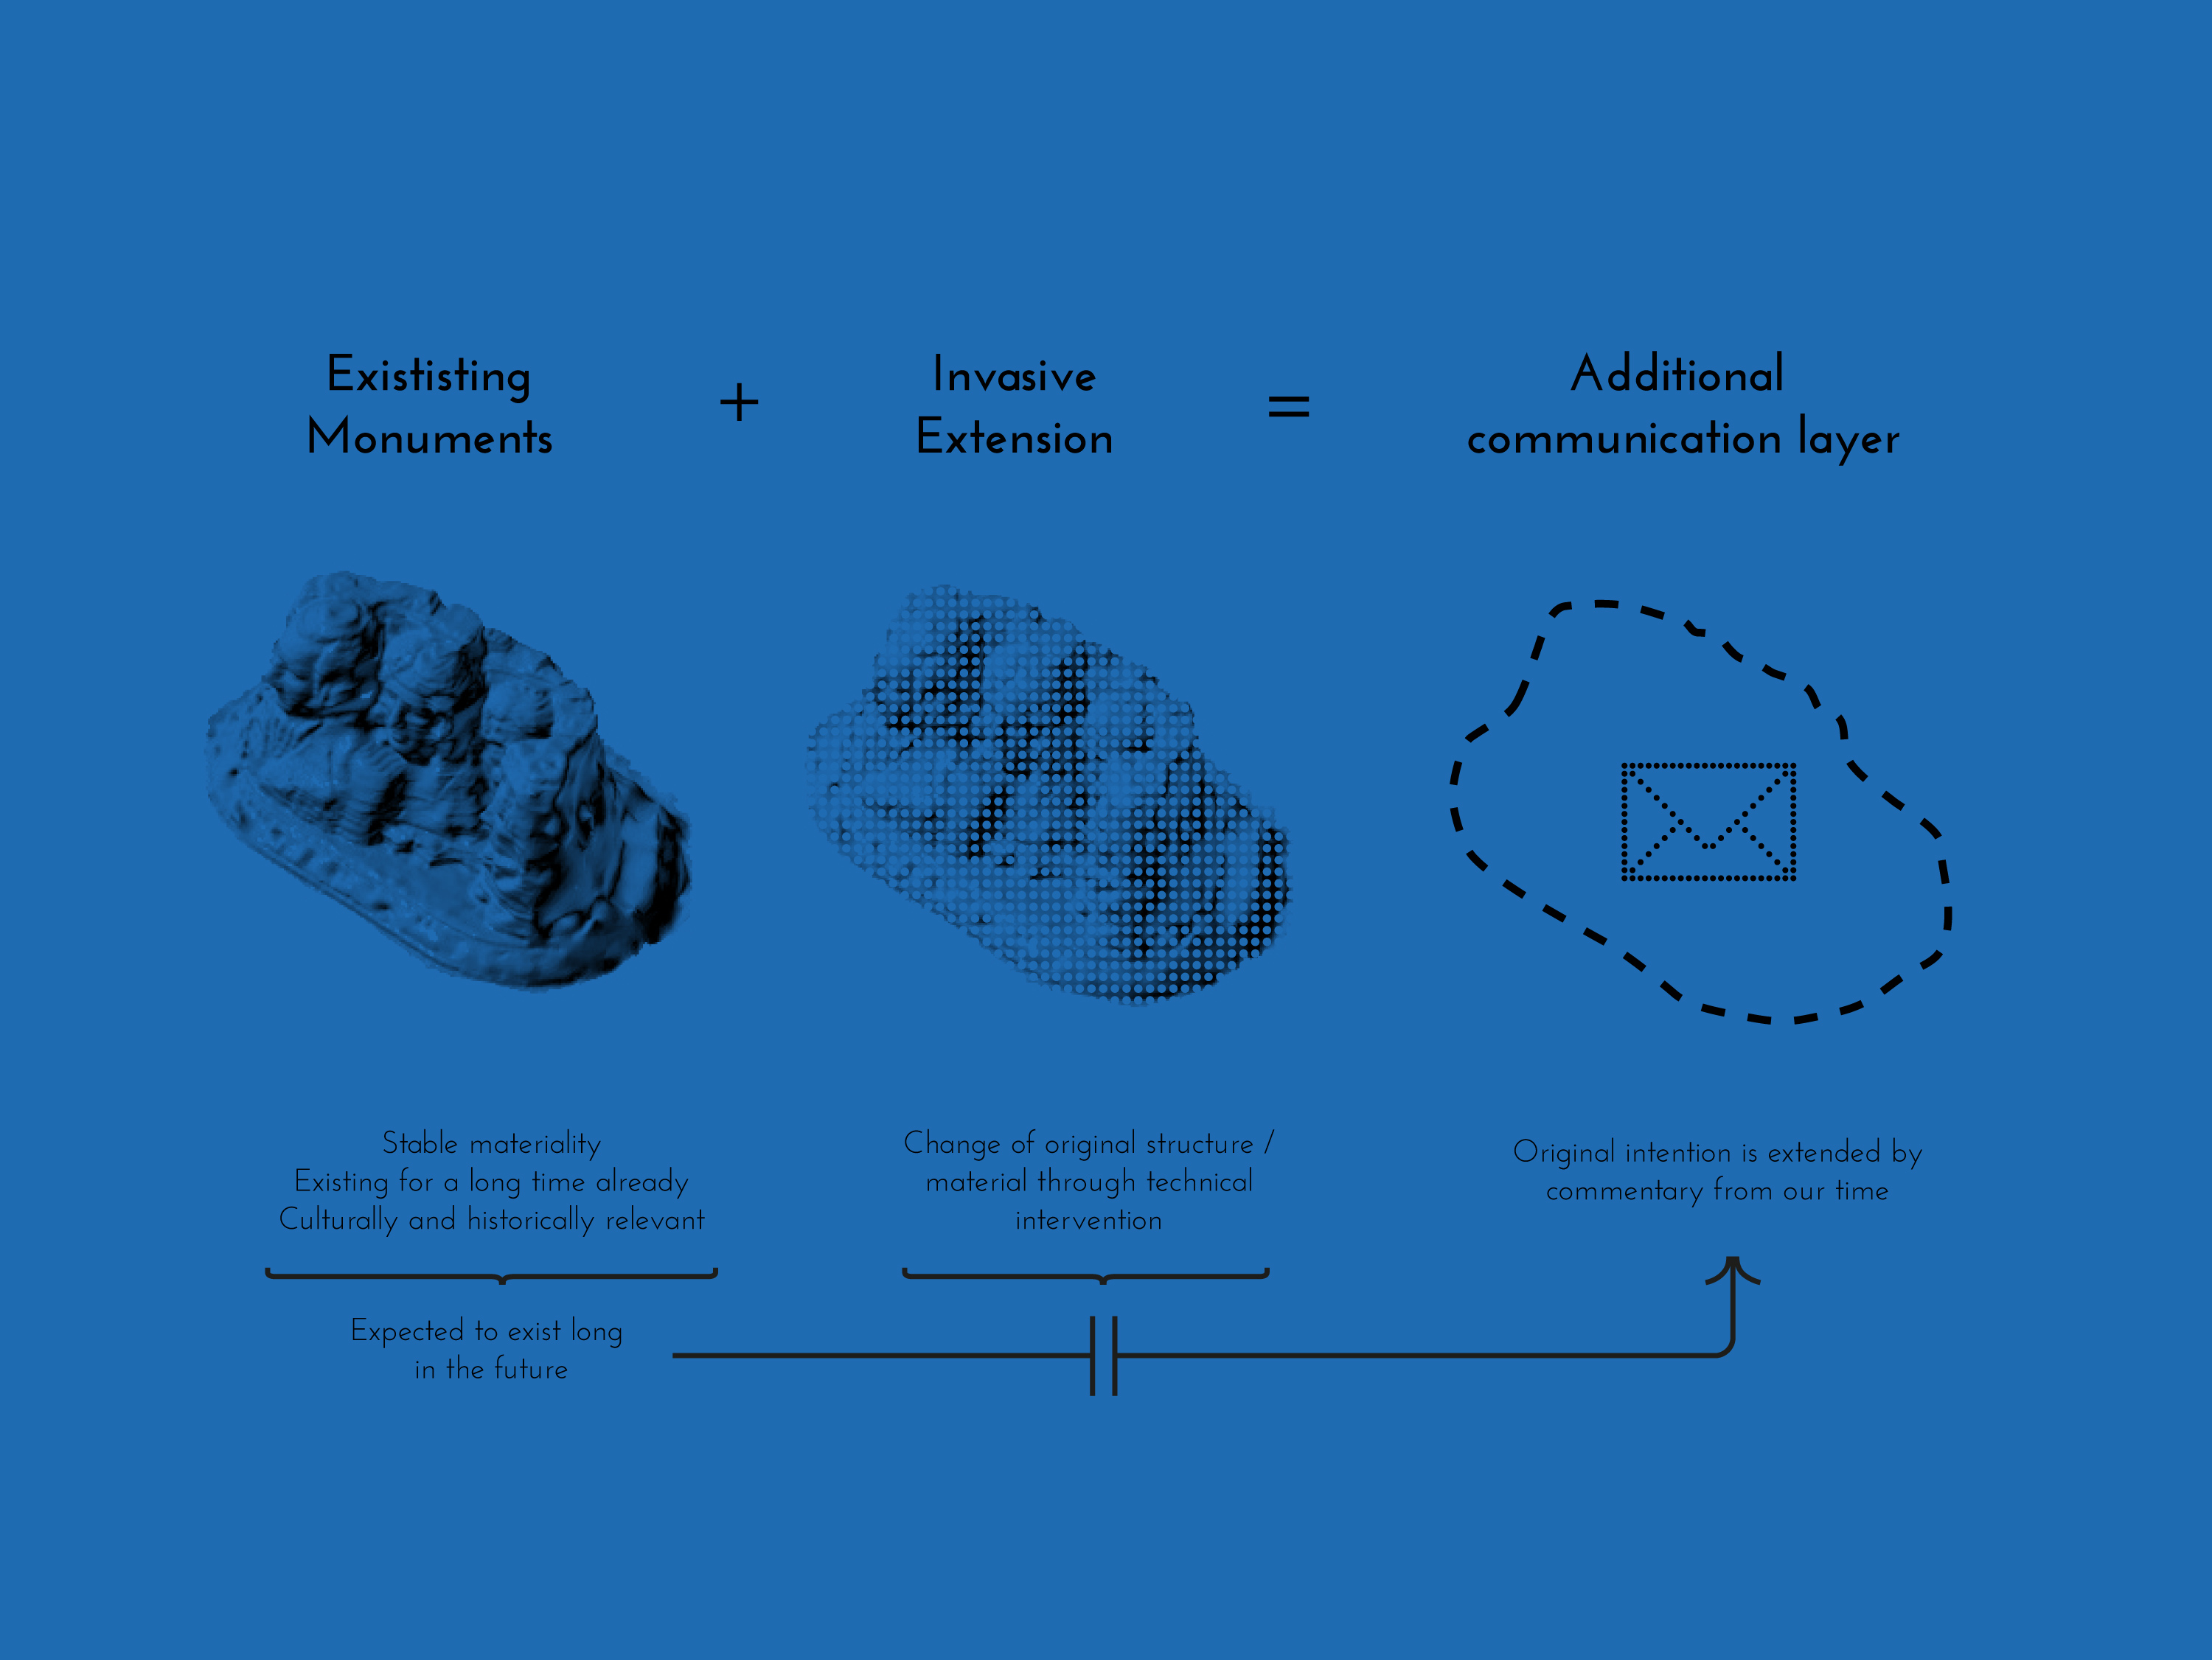 Exististing
Monuments
+
Invasive
Extension
=
Additional
communication layer
Stable materiality
Existing for a long time already
Culturally and historically relevant
Expected to exist long
in the future
Change of original structure /
material through technical
intervention
Original intention is extended by
commentary from our time